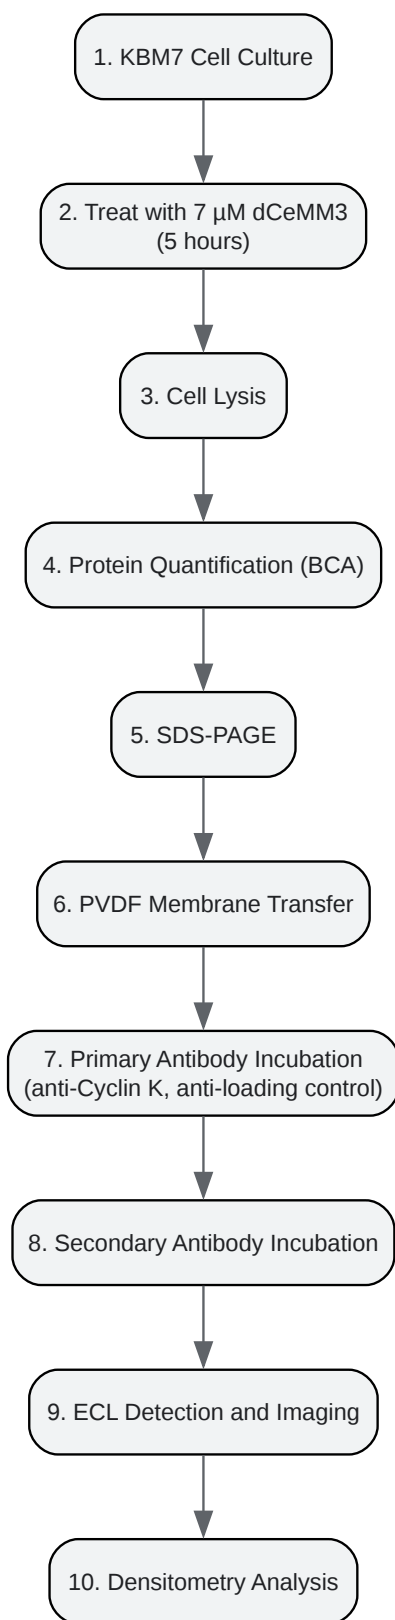 1. KBM7 Cell Culture
2. Treat with 7 µM dCeMM3
(5 hours)
3. Cell Lysis
4. Protein Quantification (BCA)
5. SDS-PAGE
6. PVDF Membrane Transfer
7. Primary Antibody Incubation
(anti-Cyclin K, anti-loading control)
8. Secondary Antibody Incubation
9. ECL Detection and Imaging
10. Densitometry Analysis